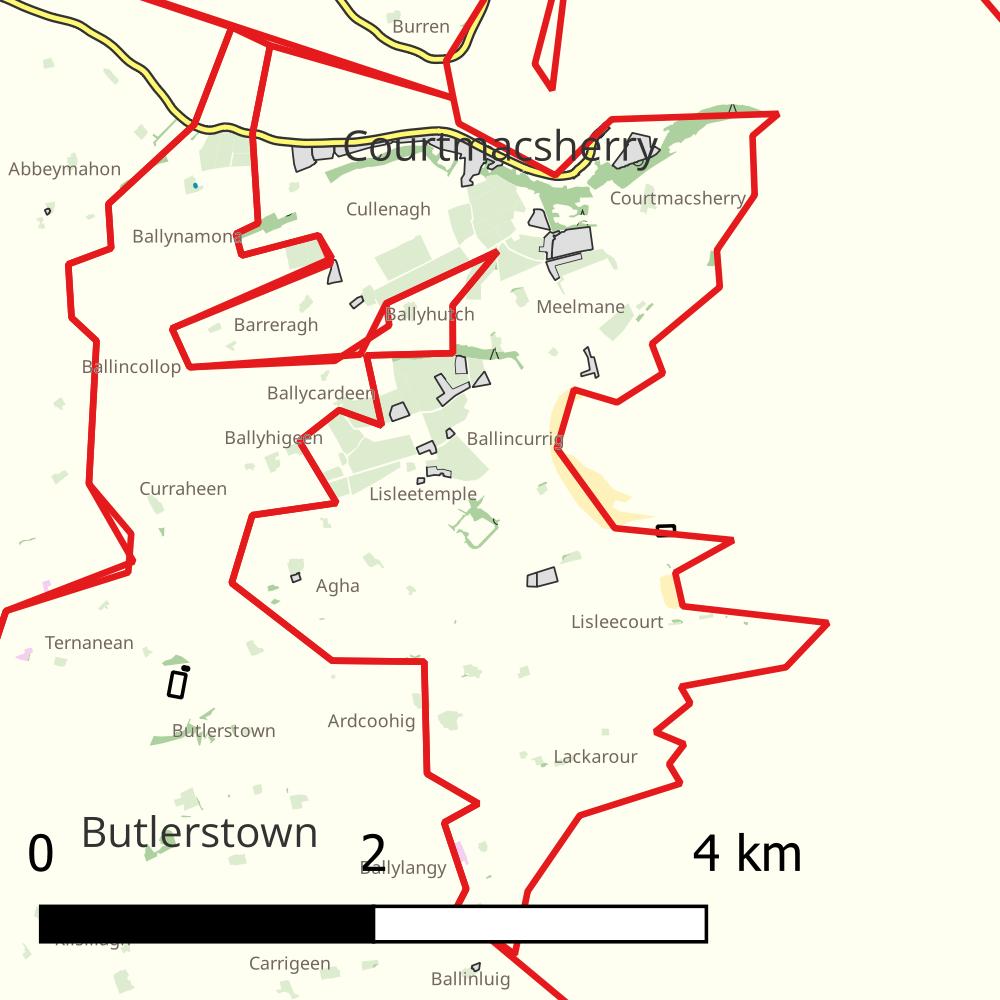 Burren
Courtmacsherry
Abbeymahon
Courtmacsherry
Cullenagh
Ballynamona
Meelmane
Ballyhutch
Barreragh
Ballincollop
Ballycardeen
Ballyhigeen
Ballincurrig
Curraheen
Lisleetemple
Agha
Lisleecourt
Ternanean
Ardcoohig
Butlerstown
Lackarour
Butlerstown
0 2 4 km
Ballylangy
Carrigeen
Ballinluig